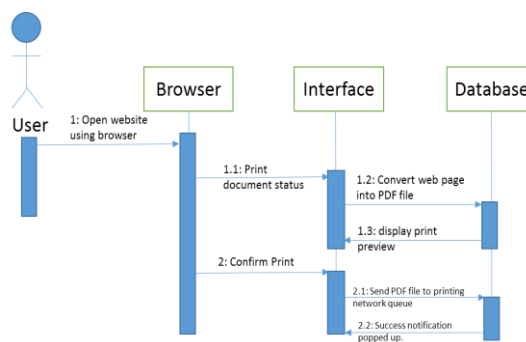 Browser
Interface
Database
User
1: Open website
using browser
1.1: Print
document status
1.2: Convert web page
into PDF file
1.3: display print
preview
2: Confirm Print
2.1: Send PDF file to printing
network queue
2.2: Success notification
popped up.